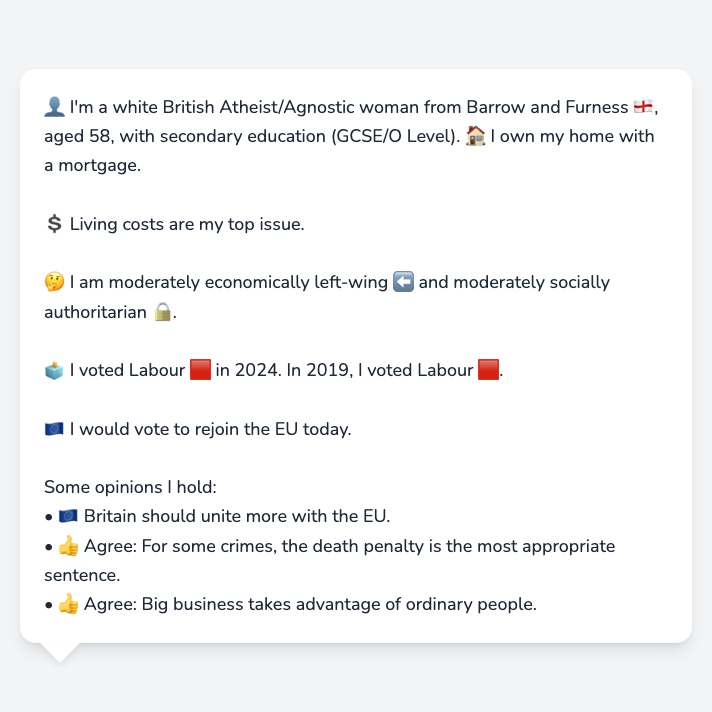 👤 I'm a white British Atheist/Agnostic woman from Barrow and Furness 🏴󠁧󠁢󠁥󠁮󠁧󠁿,
aged 58, with secondary education (GCSE/O Level). 🏠 I own my home with
a mortgage.
💲 Living costs are my top issue.
🤔 I am moderately economically left-wing ⬅️ and moderately socially
authoritarian 🔒.
🗳️ I voted Labour 🟥 in 2024. In 2019, I voted Labour 🟥.
🇪🇺 I would vote to rejoin the EU today.
Some opinions I hold:
• 🇪🇺 Britain should unite more with the EU.
• 👍 Agree: For some crimes, the death penalty is the most appropriate
sentence.
• 👍 Agree: Big business takes advantage of ordinary people.